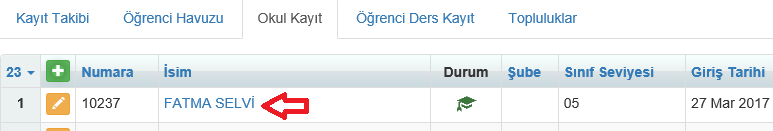 Kayıt Takibi Öğrenci Havuzu Okul Kayıt Öğrenci Ders Kayıt Topluluklar
23 Numara İsim Durum Şube Sınıf Seviyesi Giriş Tarihi
1 10237 FATMA SELVİ 05 27 Mar 2017